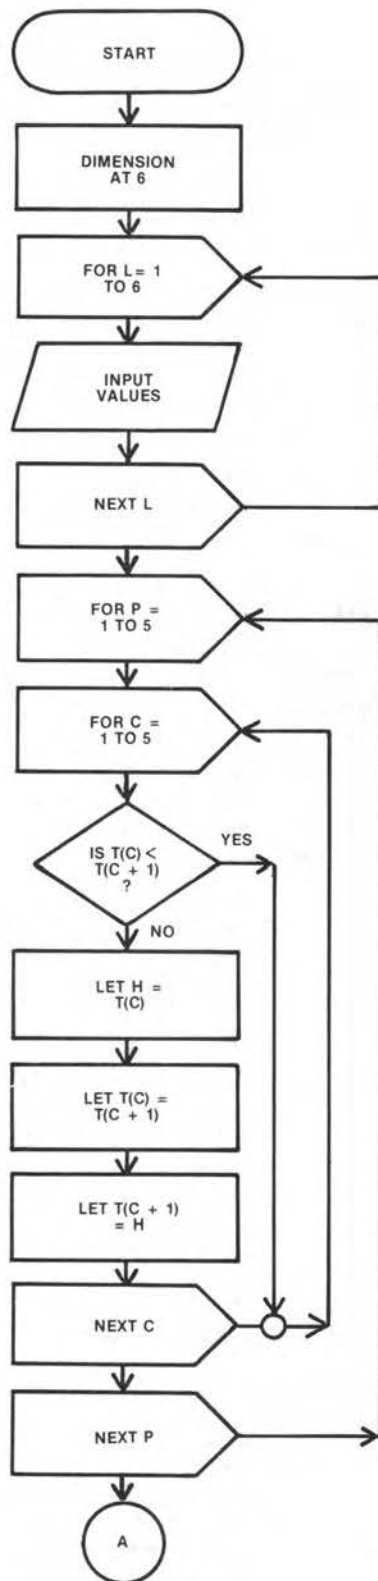 START
DIMENSION
AT 6
FOR L = 1
TO 6
INPUT
VALUES
NEXT L
FOR P =
1 TO 5
FOR C =
1 TO 5
IS T(C) <
T(C + 1)
?
YES
NO
LET H =
T(C)
LET T(C) =
T(C + 1)
LET T(C + 1)
= H
NEXT C
NEXT P
A